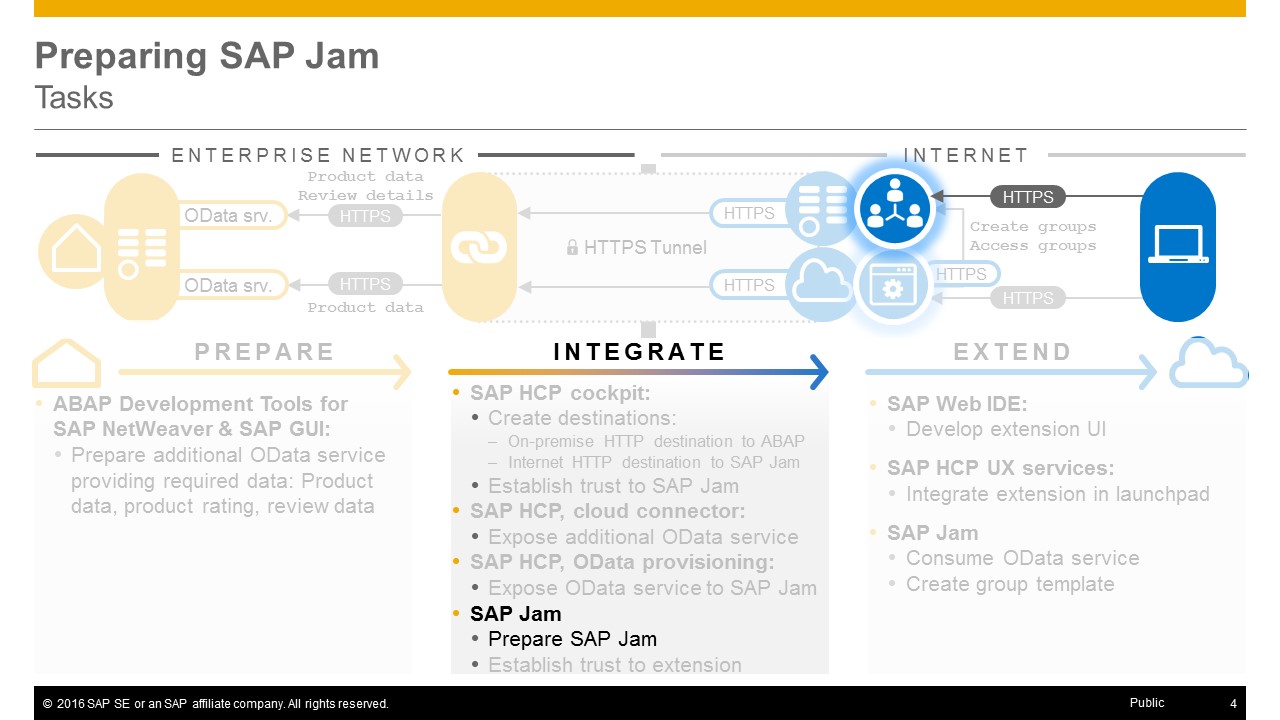 Preparing SAP Jam
Tasks
ENTERPRISE NETWORK
INTERNET
Product data
Review details
OData srv.
HTTPS
HTTPS
HTTPS
Create groups
Access groups
HTTPS Tunnel
HTTPS
OData srv.
HTTPS
HTTPS
HTTPS
Product data
PREPARE
• ABAP Development Tools for
SAP NetWeaver & SAP GUI:
• Prepare additional OData service
providing required data: Product
data, product rating, review data
INTEGRATE
• SAP HCP cockpit:
• Create destinations:
– On-premise HTTP destination to ABAP
– Internet HTTP destination to SAP Jam
• Establish trust to SAP Jam
• SAP HCP, cloud connector:
• Expose additional OData service
• SAP HCP, OData provisioning:
• Expose OData service to SAP Jam
• SAP Jam
• Prepare SAP Jam
• Establish trust to extension
EXTEND
• SAP Web IDE:
• Develop extension UI
• SAP HCP UX services:
• Integrate extension in launchpad
• SAP Jam
• Consume OData service
• Create group template
© 2016 SAP SE or an SAP affiliate company. All rights reserved.
Public
4